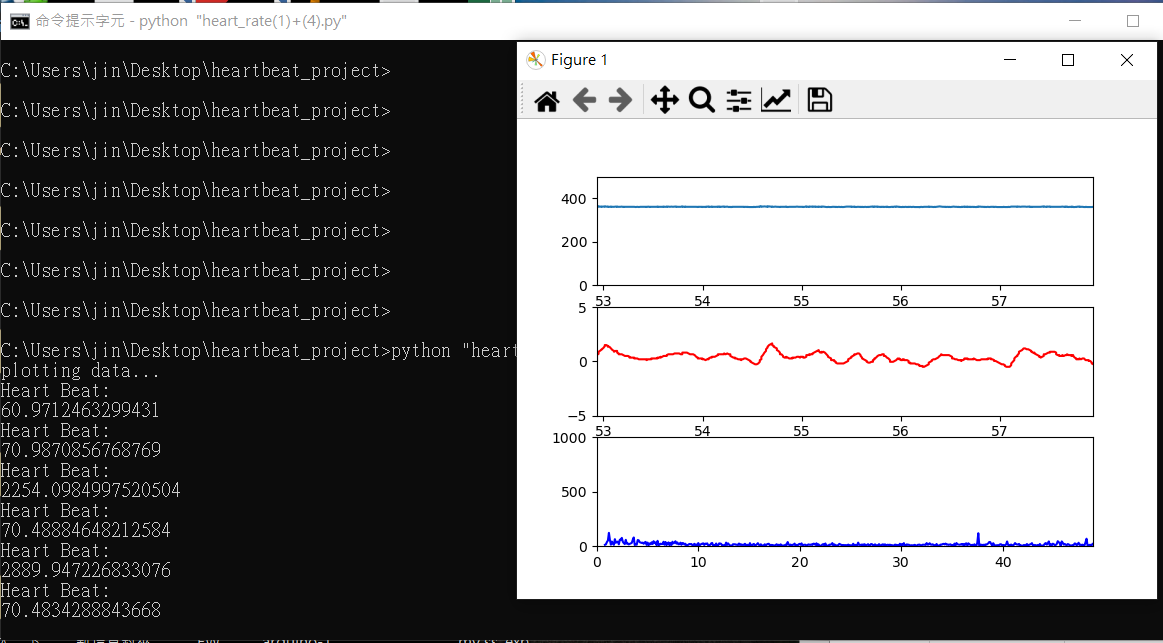 命令提示字元 - python "heart_rate(1)+(4).py"
C:\Users\jin\Desktop\heartbeat_project>
C:\Users\jin\Desktop\heartbeat_project>
C:\Users\jin\Desktop\heartbeat_project>
C:\Users\jin\Desktop\heartbeat_project>
C:\Users\jin\Desktop\heartbeat_project>
C:\Users\jin\Desktop\heartbeat_project>
C:\Users\jin\Desktop\heartbeat_project>
C:\Users\jin\Desktop\heartbeat_project>python "heart
plotting data...
Heart Beat:
60.9712463299431
Heart Beat:
70.9870856768769
Heart Beat:
2254.0984997520504
Heart Beat:
70.48884648212584
Heart Beat:
2889.947226833076
Heart Beat:
70.4834288843668
Figure 1
400
200
0
53 54 55 56 57
5
0
−5
53 54 55 56 57
1000
500
0
0 10 20 30 40